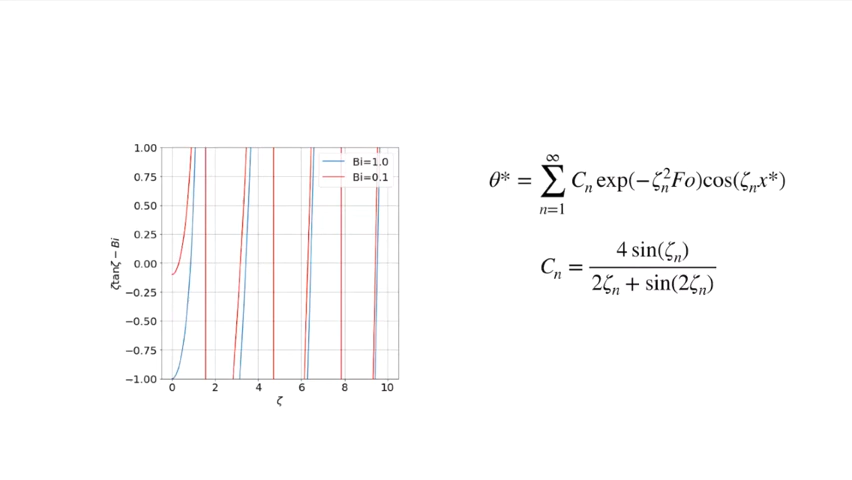 1.00
0.75
0.50
0.25
0.00
−0.25
−0.50
−0.75
−1.00
ζtanζ − Bi
0 2 4 6 8 10
ζ
Bi=1.0
Bi=0.1
θ* = ∑_{n=1}^{∞} C_n exp(−ζ_n^2 Fo)cos(ζ_n x*)
C_n = \frac{4 sin(ζ_n)}{2ζ_n + sin(2ζ_n)}